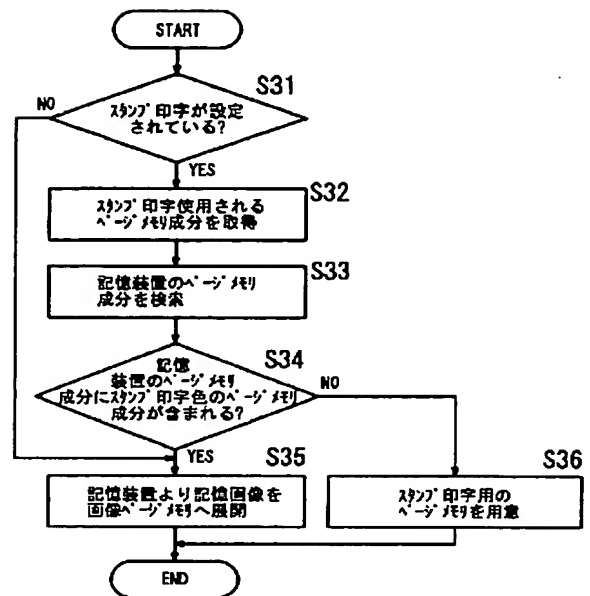 START
S31
NO
スタンプ印字が設定
されている?
YES
S32
スタンプ印字使用される
ページメモリ成分を取得
S33
記憶装置のページメモリ
成分を検索
S34
記憶
装置のページメモリ
成分にスタンプ印字色のページメモリ
成分が含まれる?
NO
YES
S35
記憶装置より記憶画像を
画像ページメモリへ展開
S36
スタンプ印字用の
ページメモリを用意
END